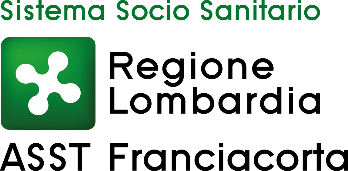 Sistema Socio Sanitario
Regione
Lombardia
ASST Franciacorta